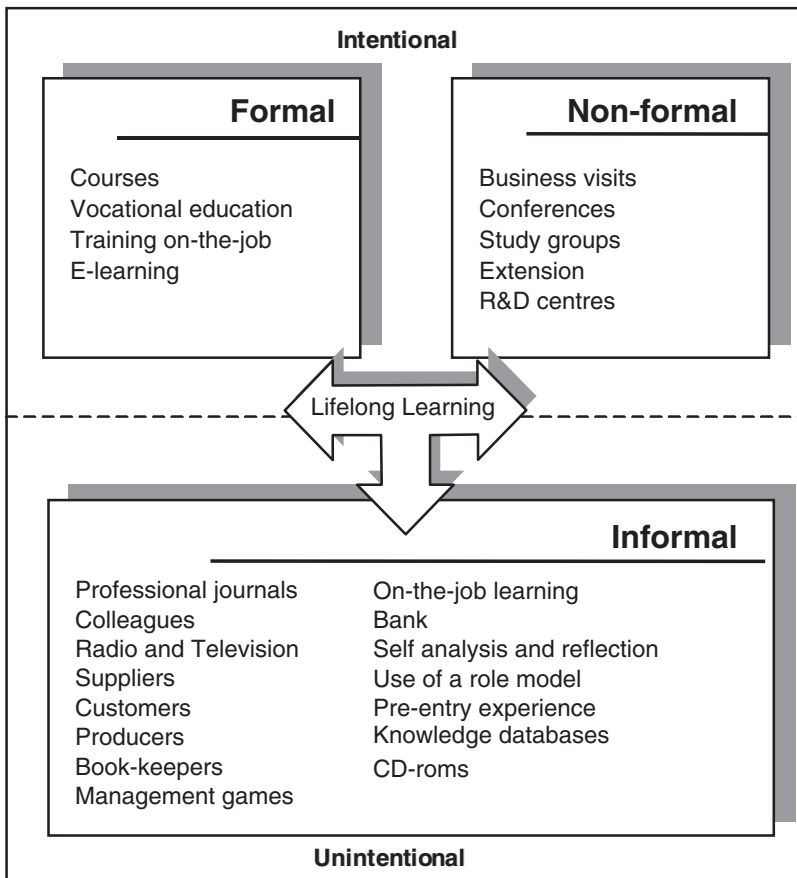 Intentional
Formal
Courses
Vocational education
Training on-the-job
E-learning
Non-formal
Business visits
Conferences
Study groups
Extension
R&D centres
Lifelong Learning
Informal
Professional journals
Colleagues
Radio and Television
Suppliers
Customers
Producers
Book-keepers
Management games
On-the-job learning
Bank
Self analysis and reflection
Use of a role model
Pre-entry experience
Knowledge databases
CD-roms
Unintentional